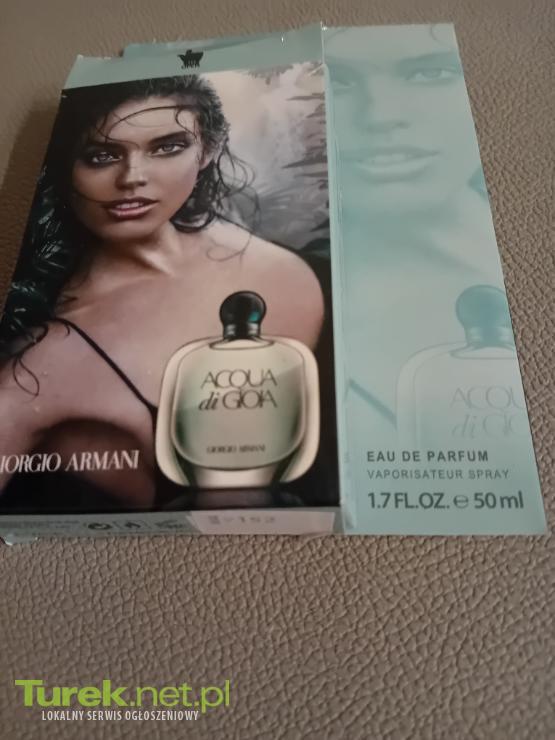 ACQUA
di GIOIA
GIORGIO ARMANI
IORGIO ARMANI
152
ACQU
di GIO
EAU DE PARFUM
VAPORISATEUR SPRAY
1.7 FL.OZ. e 50 ml
Turek.net.pl
LOKALNY SERWIS OGŁOSZENIOWY